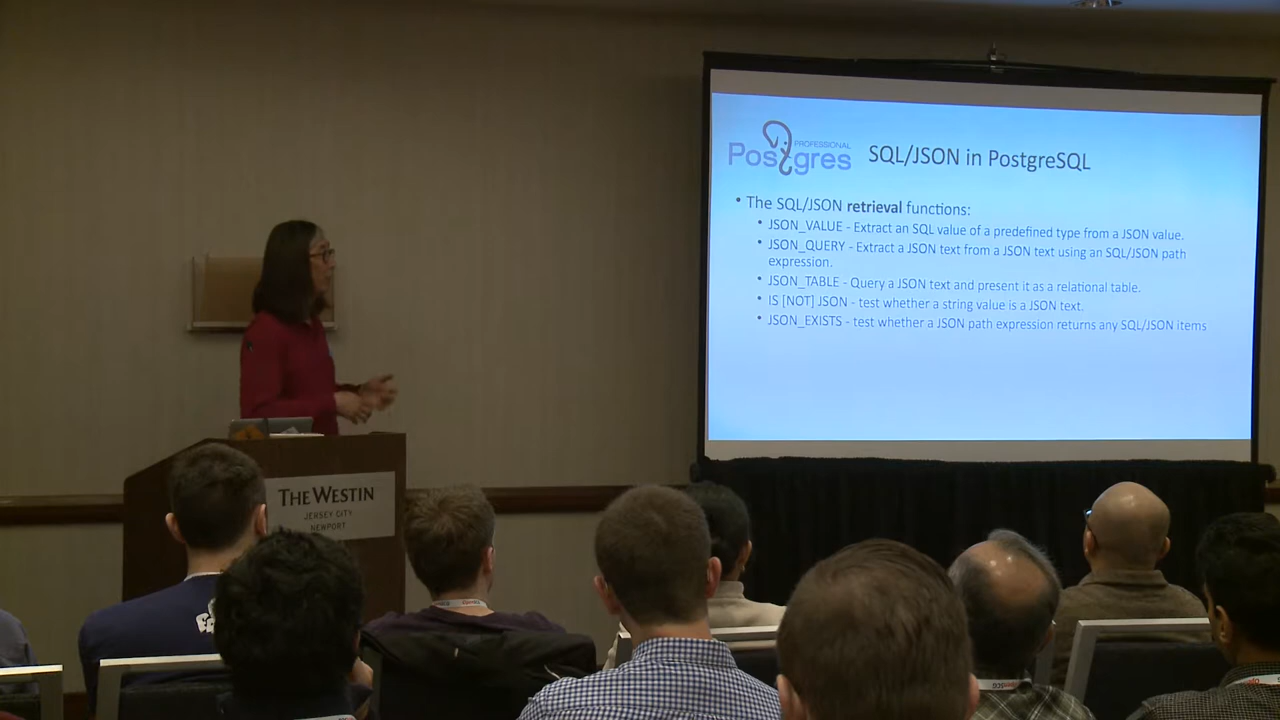 PROFESSIONAL
Postgres
SQL/JSON in PostgreSQL
• The SQL/JSON retrieval functions:
• JSON_VALUE - Extract an SQL value of a predefined type from a JSON value.
• JSON_QUERY - Extract a JSON text from a JSON text using an SQL/JSON path
expression.
• JSON_TABLE - Query a JSON text and present it as a relational table.
• IS [NOT] JSON - test whether a string value is a JSON text.
• JSON_EXISTS - test whether a JSON path expression returns any SQL/JSON items
THE WESTIN
JERSEY CITY
NEWPORT